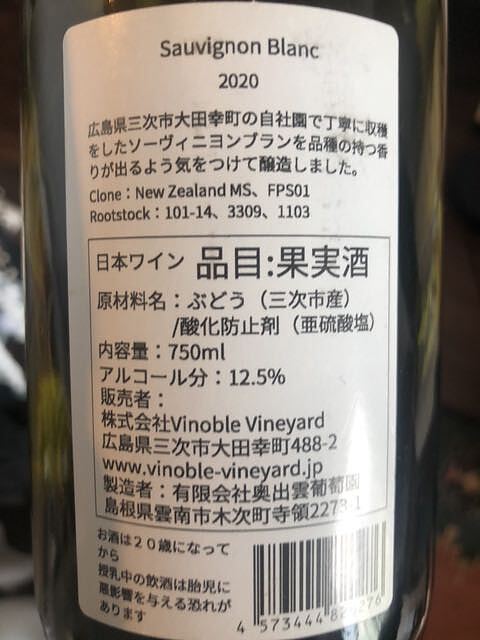 Sauvignon Blanc
2020
広島県三次市大田幸町の自社園で丁寧に収穫
をしたソーヴィニヨンブランを品種の持つ香
りが出るよう気をつけて醸造しました。
Clone：New Zealand MS、FPS01
Rootstock：101-14、3309、1103
日本ワイン 品目:果実酒
原材料名：ぶどう（三次市産）
/酸化防止剤（亜硫酸塩）
内容量：750ml
アルコール分：12.5%
販売者：
株式会社Vinoble Vineyard
広島県三次市大田幸町488-2
www.vinoble-vineyard.jp
製造者：有限会社奥出雲葡萄園
島根県雲南市木次町寺領2273-1
お酒は２０歳になって
から
授乳中の飲酒は胎児に
悪影響を与える恐れが
あります
4 573444 829276